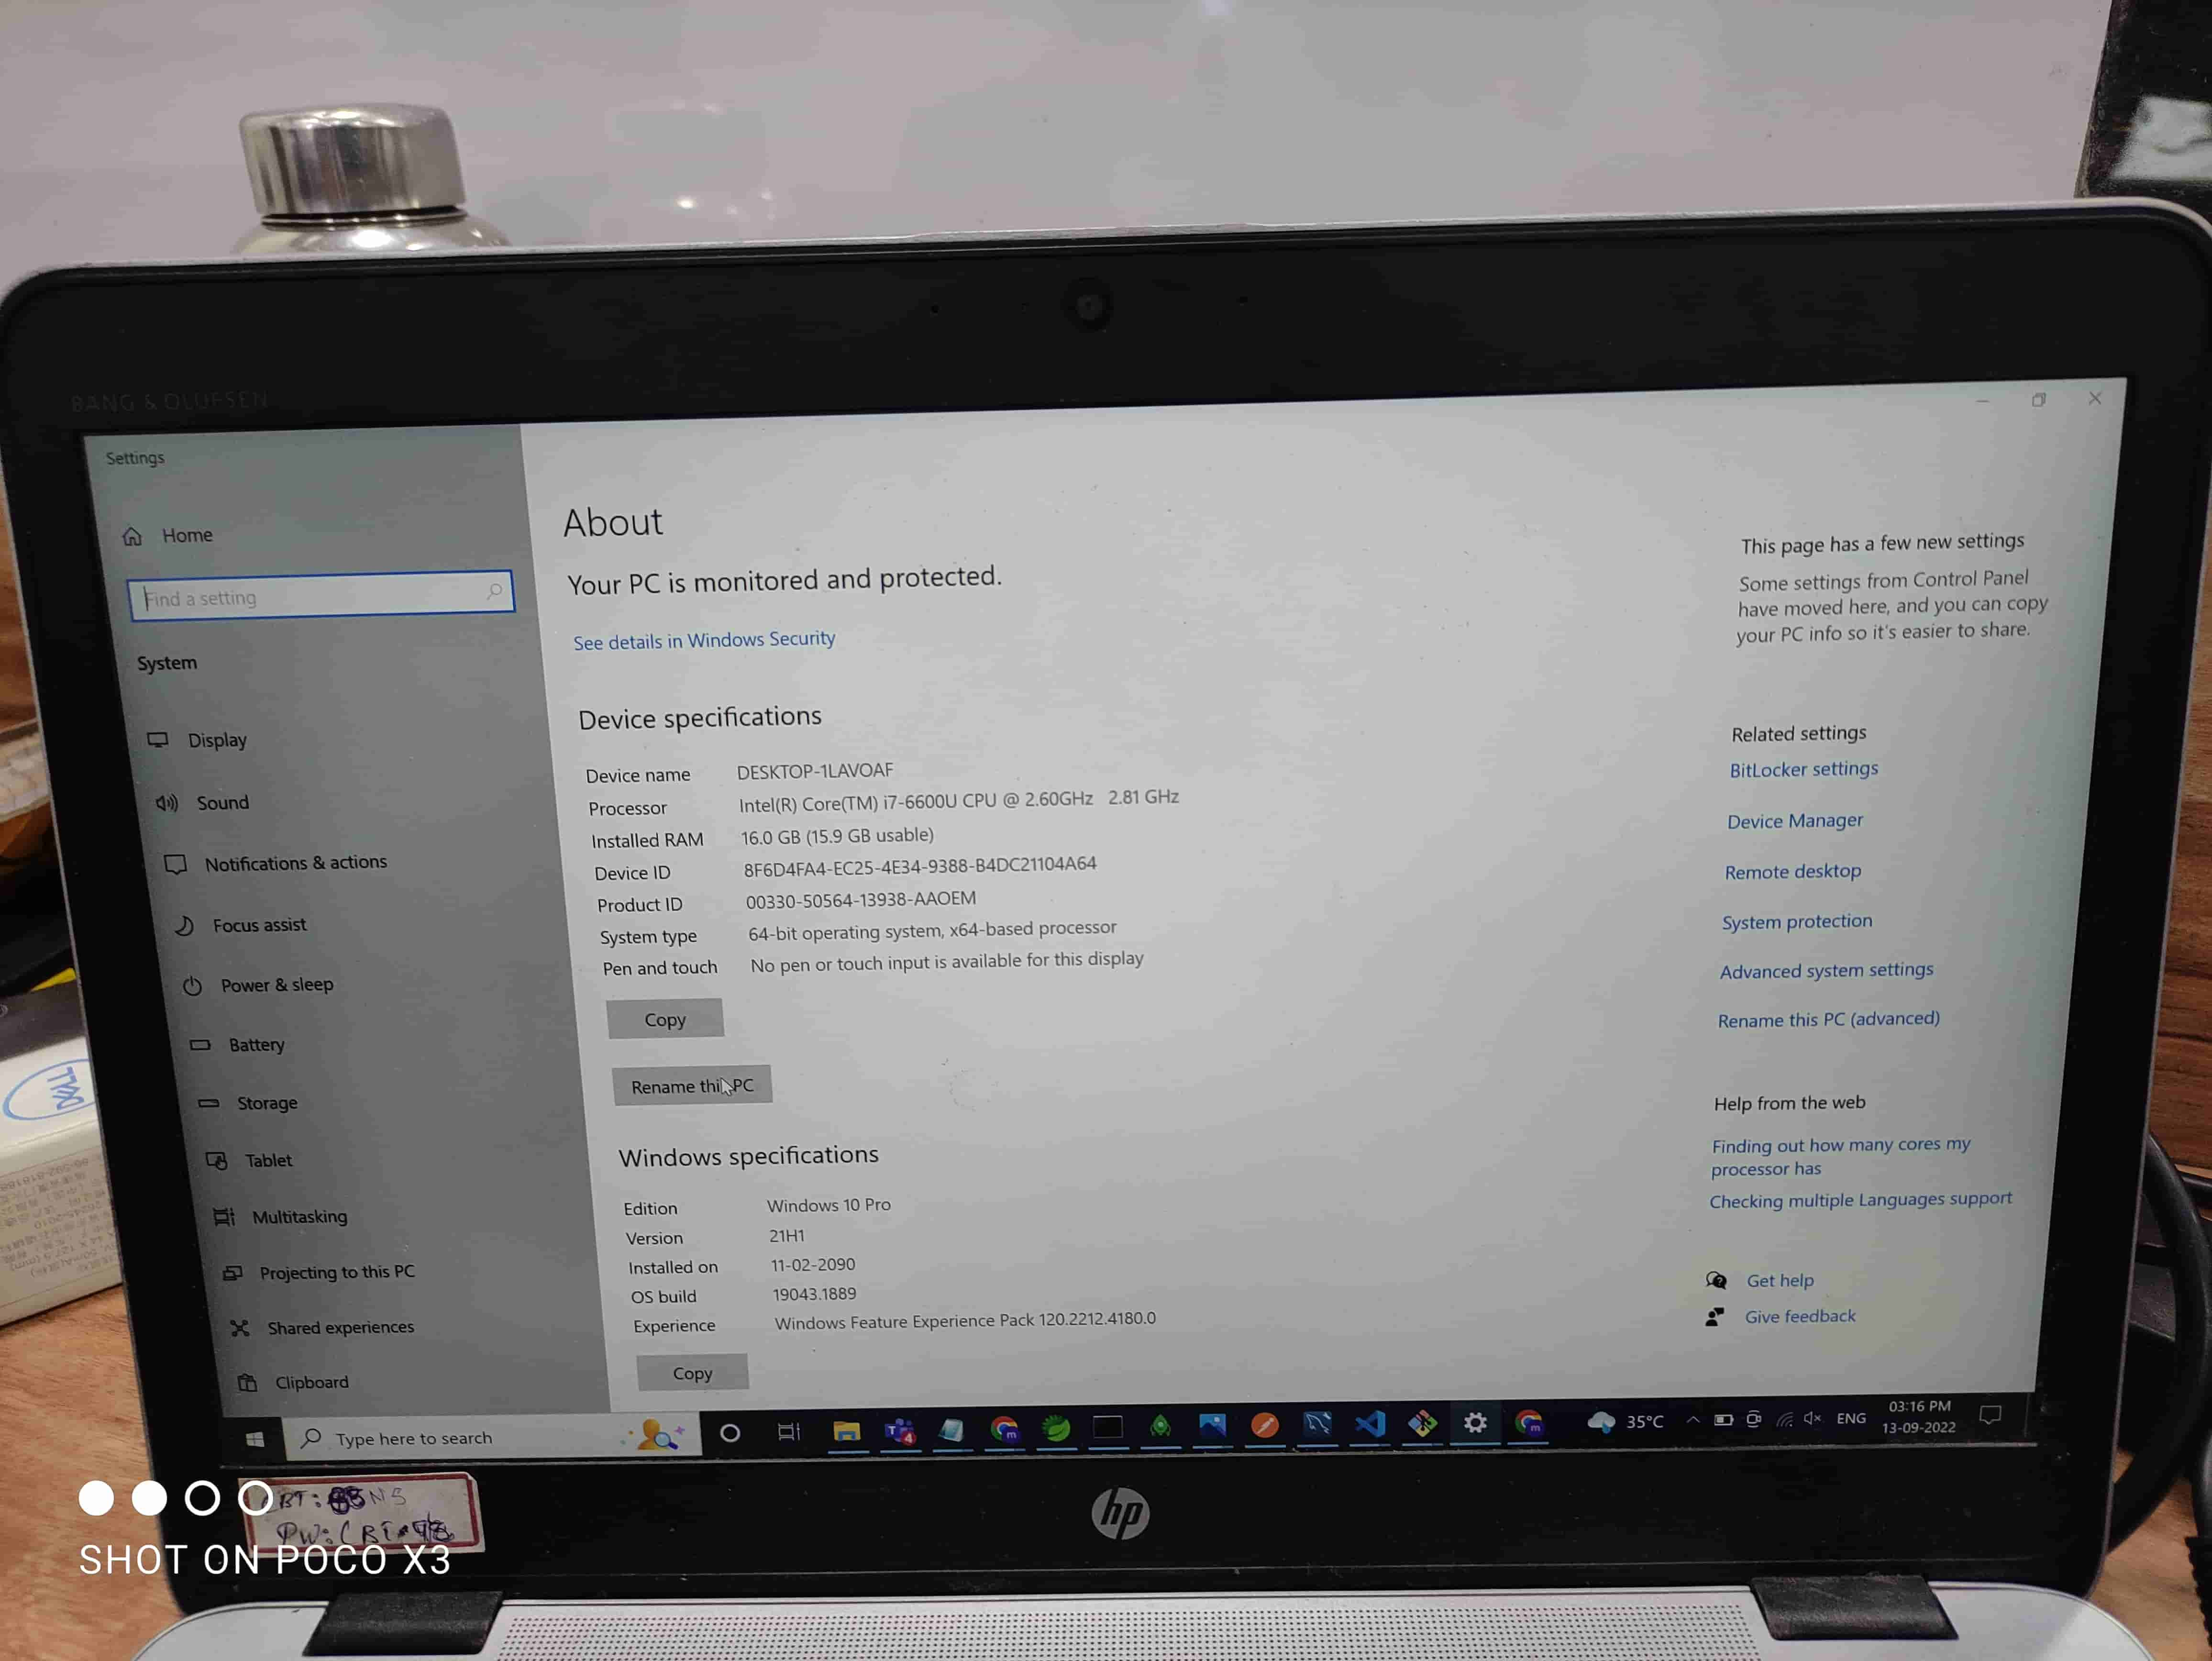 BANG & OLUFSEN
Settings
Home
Find a setting
System
Display
Sound
Notifications & actions
Focus assist
Power & sleep
Battery
Storage
Tablet
Multitasking
Projecting to this PC
Shared experiences
Clipboard
About
Your PC is monitored and protected.
See details in Windows Security
Device specifications
Device name DESKTOP-1LAVOAF
Processor Intel(R) Core(TM) i7-6600U CPU @ 2.60GHz 2.81 GHz
Installed RAM 16.0 GB (15.9 GB usable)
Device ID 8F6D4FA4-EC25-4E34-9388-B4DC21104A64
Product ID 00330-50564-13938-AAOEM
System type 64-bit operating system, x64-based processor
Pen and touch No pen or touch input is available for this display
Copy
Rename this PC
Windows specifications
Edition Windows 10 Pro
Version 21H1
Installed on 11-02-2090
OS build 19043.1889
Experience Windows Feature Experience Pack 120.2212.4180.0
Copy
This page has a few new settings
Some settings from Control Panel
have moved here, and you can copy
your PC info so it's easier to share.
Related settings
BitLocker settings
Device Manager
Remote desktop
System protection
Advanced system settings
Rename this PC (advanced)
Help from the web
Finding out how many cores my
processor has
Checking multiple Languages support
Get help
Give feedback
Type here to search
4
35°C
ENG
03:16 PM
13-09-2022
hp
DELL
PW:
SHOT ON POCO X3